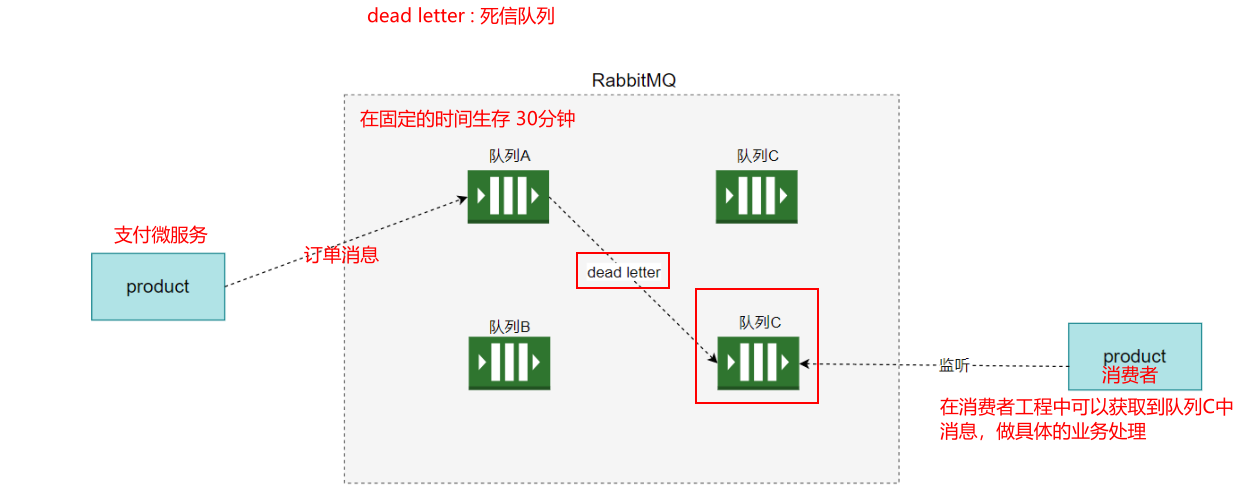 dead letter : 死信队列
RabbitMQ
在固定的时间生存 30分钟
队列A
队列C
支付微服务
订单消息
product
dead letter
队列B
队列C
监听
product
消费者
在消费者工程中可以获取到队列C中
消息，做具体的业务处理